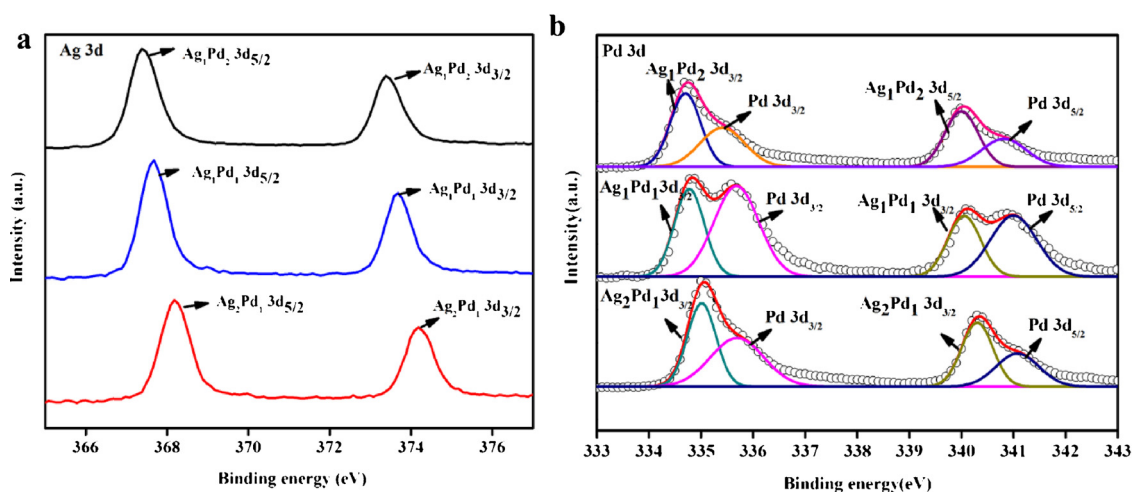 a
Ag 3d
Ag₁Pd₂ 3d₅/₂
Ag₁Pd₂ 3d₃/₂
Ag₁Pd₁ 3d₅/₂
Ag₁Pd₁ 3d₃/₂
Ag₂Pd₁ 3d₅/₂
Ag₂Pd₁ 3d₃/₂
Intensity (a.u.)
366 368 370 372 374 376
Binding energy (eV)
b
Pd 3d
Ag₁Pd₂ 3d₃/₂
Pd 3d₃/₂
Ag₁Pd₂ 3d₅/₂
Pd 3d₅/₂
Ag₁Pd₁3d₃/₂
Pd 3d₃/₂
Ag₁Pd₁ 3d₃/₂
Pd 3d₅/₂
Ag₂Pd₁3d₃/₂
Pd 3d₃/₂
Ag₂Pd₁ 3d₃/₂
Pd 3d₅/₂
Intensity (a.u.)
333 334 335 336 337 338 339 340 341 342 343
Binding energy(eV)